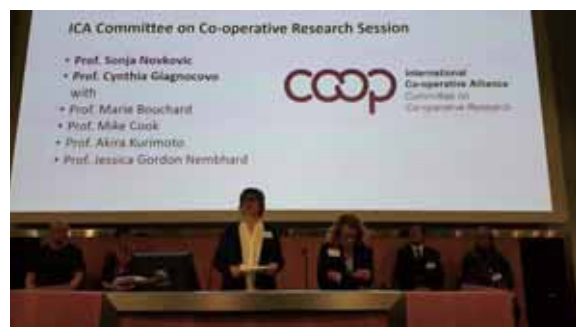 ICA Committee on Co-operative Research Session
• Prof. Sonja Novkovic
• Prof. Cynthia Giagnocavo
with
• Prof. Marie Bouchard
• Prof. Mike Cook
• Prof. Akira Kurimoto
• Prof. Jessica Gordon Nembhard
coop
International
Co-operative Alliance
Committee on
Co-operative Research